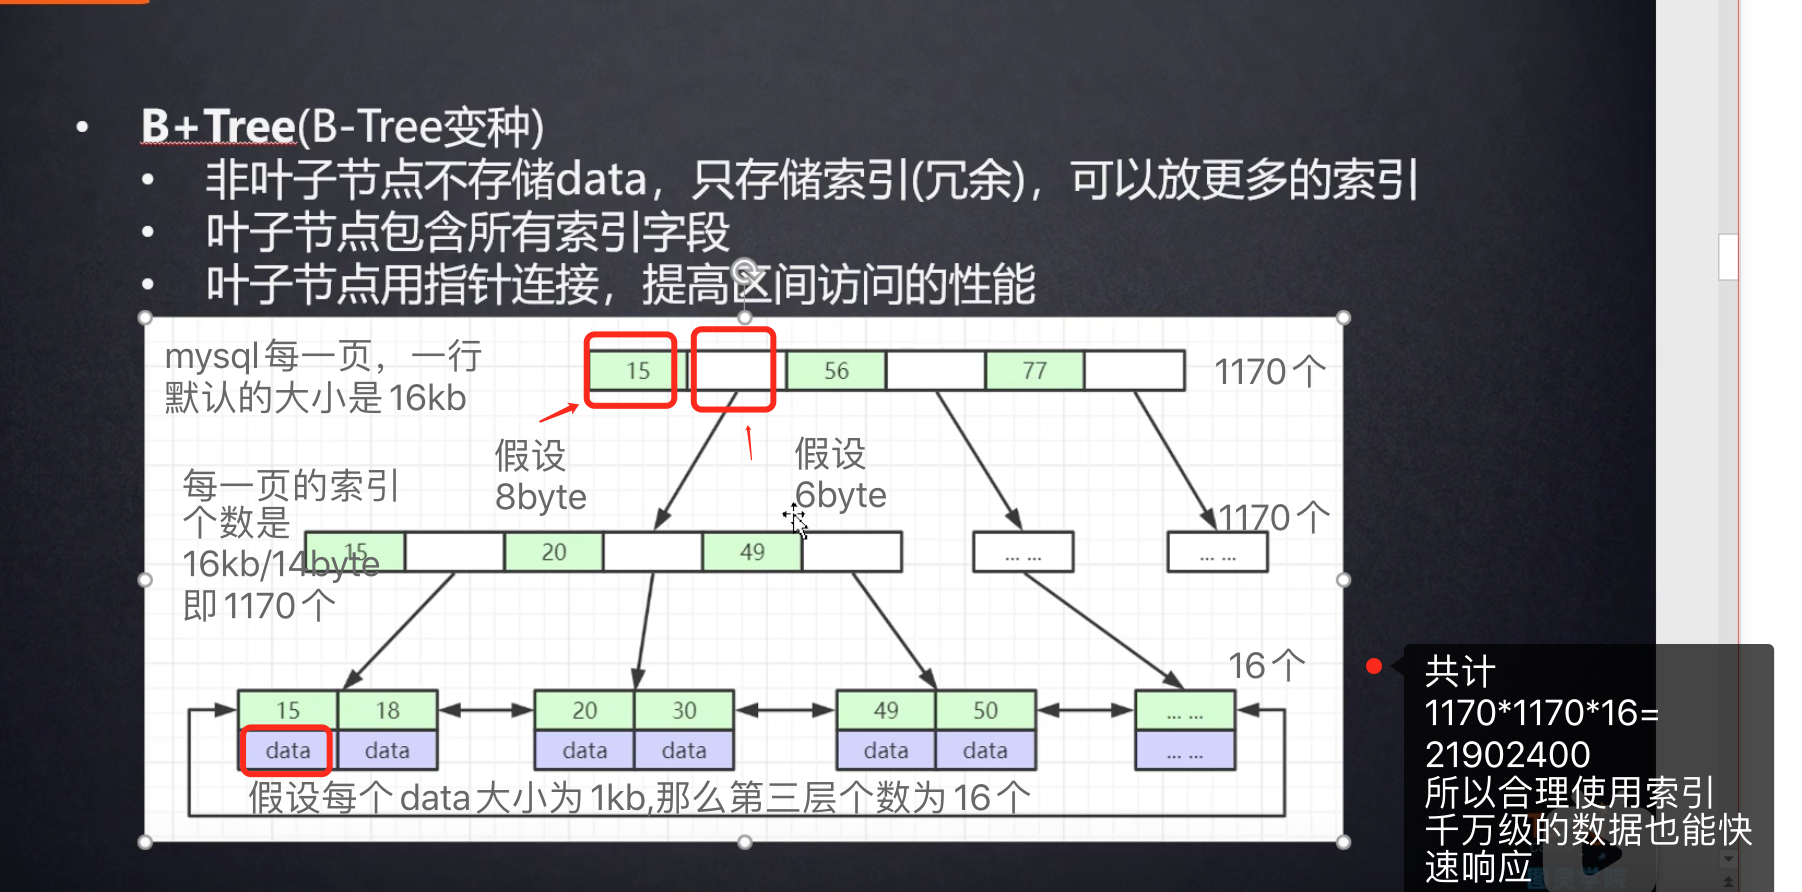 B+Tree(B-Tree变种)
非叶子节点不存储data，只存储索引(冗余)，可以放更多的索引
叶子节点包含所有索引字段
叶子节点用指针连接，提高区间访问的性能
mysql每一页，一行
默认的大小是16kb
15
56
77
1170个
假设
8byte
假设
6byte
每一页的索引
个数是
16kb/14byte
即1170个
15
20
49
... ...
... ...
1170个
16个
15 18
20 30
49 50
... ...
data data
data data
data data
... ...
假设每个data大小为1kb,那么第三层个数为16个
共计
1170*1170*16=
21902400
所以合理使用索引
千万级的数据也能快
速响应